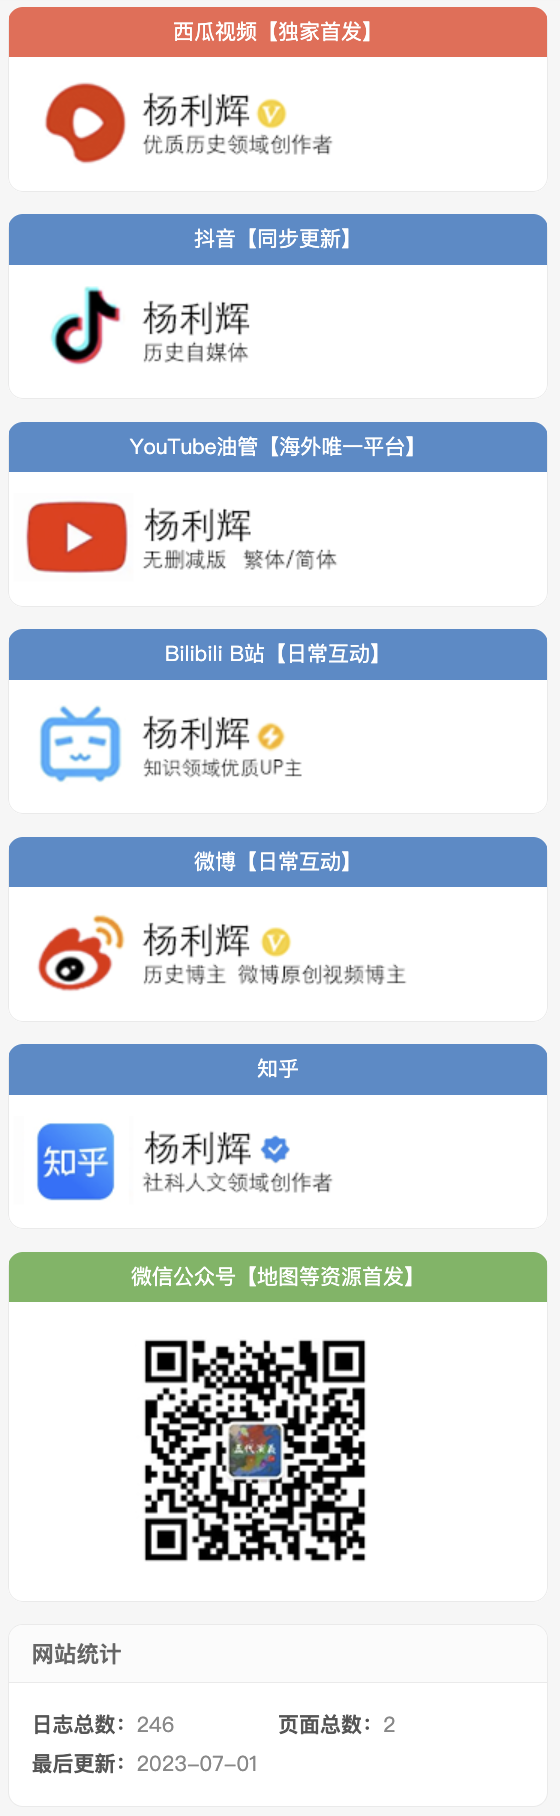 西瓜视频【独家首发】
杨利辉
优质历史领域创作者
抖音【同步更新】
杨利辉
历史自媒体
YouTube油管【海外唯一平台】
杨利辉
无删减版 繁体/简体
Bilibili B站【日常互动】
杨利辉
知识领域优质UP主
微博【日常互动】
杨利辉
历史博主 微博原创视频博主
知乎
知乎
杨利辉
社科人文领域创作者
微信公众号【地图等资源首发】
五代演义
网站统计
日志总数：246 页面总数：2
最后更新：2023-07-01